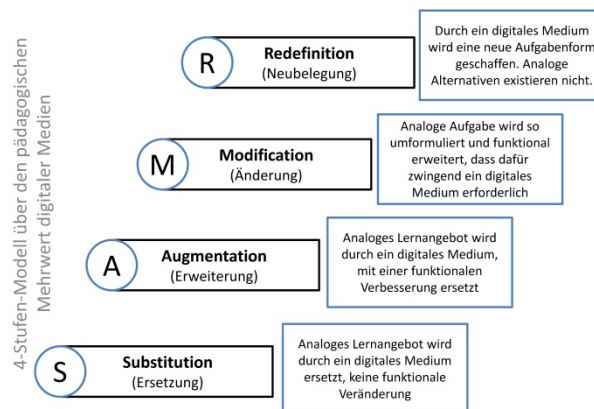 4-Stufen-Modell über den pädagogischen
Mehrwert digitaler Medien
R
Redefinition
(Neubelegung)
Durch ein digitales Medium
wird eine neue Aufgabenform
geschaffen. Analoge
Alternativen existieren nicht.
M
Modification
(Änderung)
Analoge Aufgabe wird so
umformuliert und funktional
erweitert, dass dafür
zwingend ein digitales
Medium erforderlich
A
Augmentation
(Erweiterung)
Analoges Lernangebot wird
durch ein digitales Medium,
mit einer funktionalen
Verbesserung ersetzt
S
Substitution
(Ersetzung)
Analoges Lernangebot wird
durch ein digitales Medium
ersetzt, keine funktionale
Veränderung